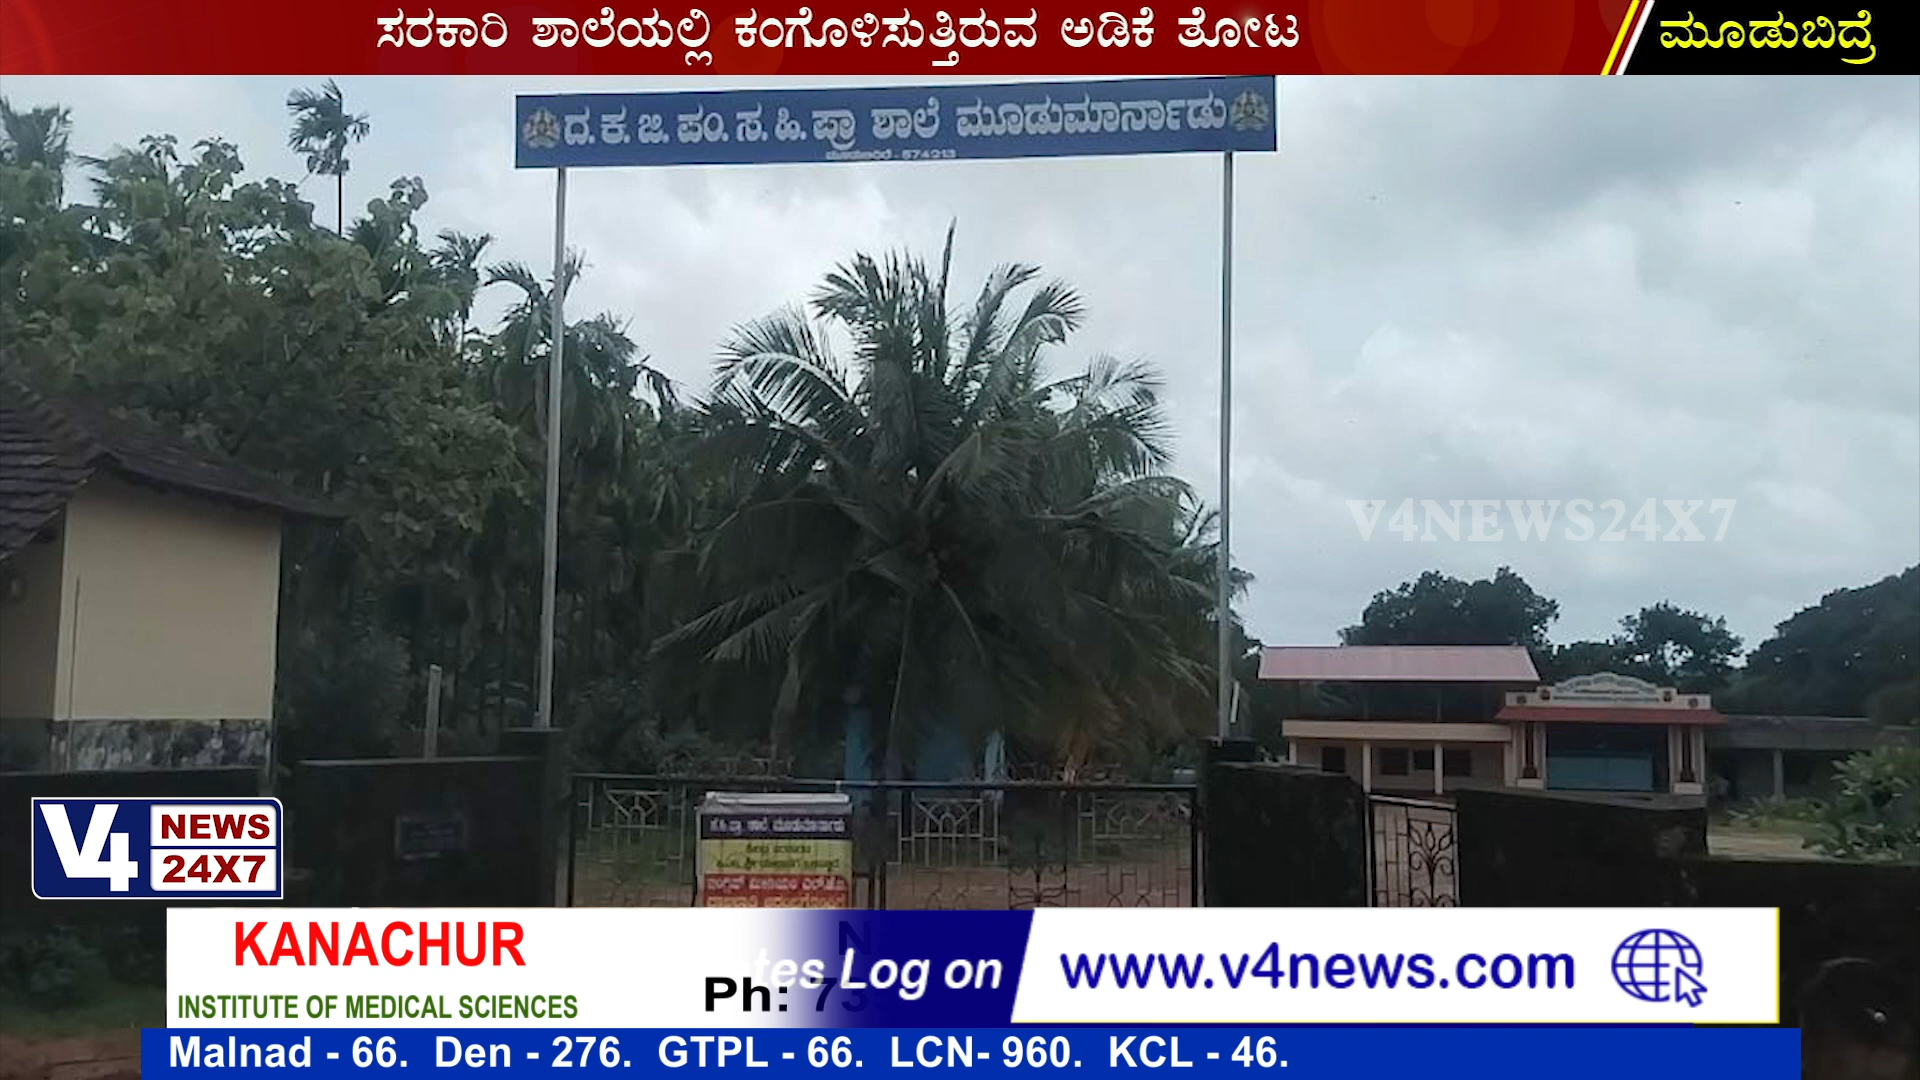 ಸರಕಾರಿ ಶಾಲೆಯಲ್ಲಿ ಕಂಗೊಳಿಸುತ್ತಿರುವ ಅಡಿಕೆ ತೋಟ
ಮೂಡುಬಿದ್ರೆ
ದ.ಕ.ಜಿ.ಪಂ.ಸ.ಹಿ.ಪ್ರಾ ಶಾಲೆ ಮೂಡುಮಾರ್ನಾಡು
574213
V4NEWS24X7
V4 NEWS
24X7
KANACHUR
INSTITUTE OF MEDICAL SCIENCES
Ph:
Log on
www.v4news.com
Malnad - 66. Den - 276. GTPL - 66. LCN- 960. KCL - 46.